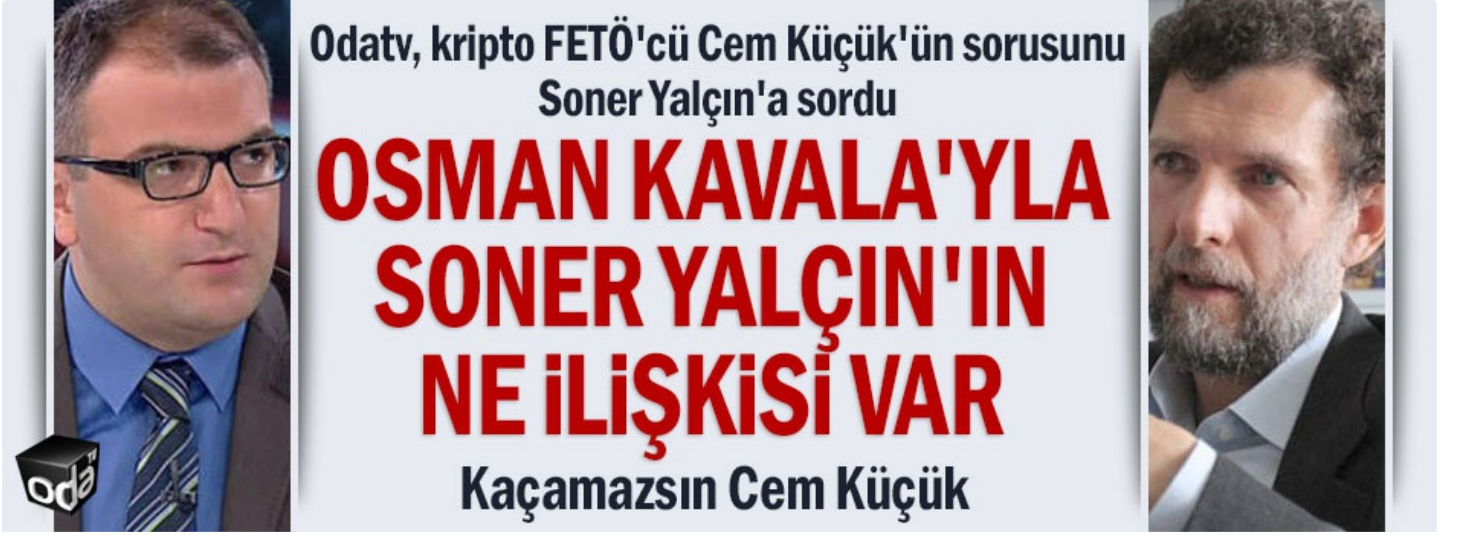 Odatv, kripto FETÖ'cü Cem Küçük'ün sorusunu
Soner Yalçın'a sordu
OSMAN KAVALA'YLA
SONER YALÇIN'IN
NE İLİŞKİSİ VAR
Kaçamazsın Cem Küçük
oda TV